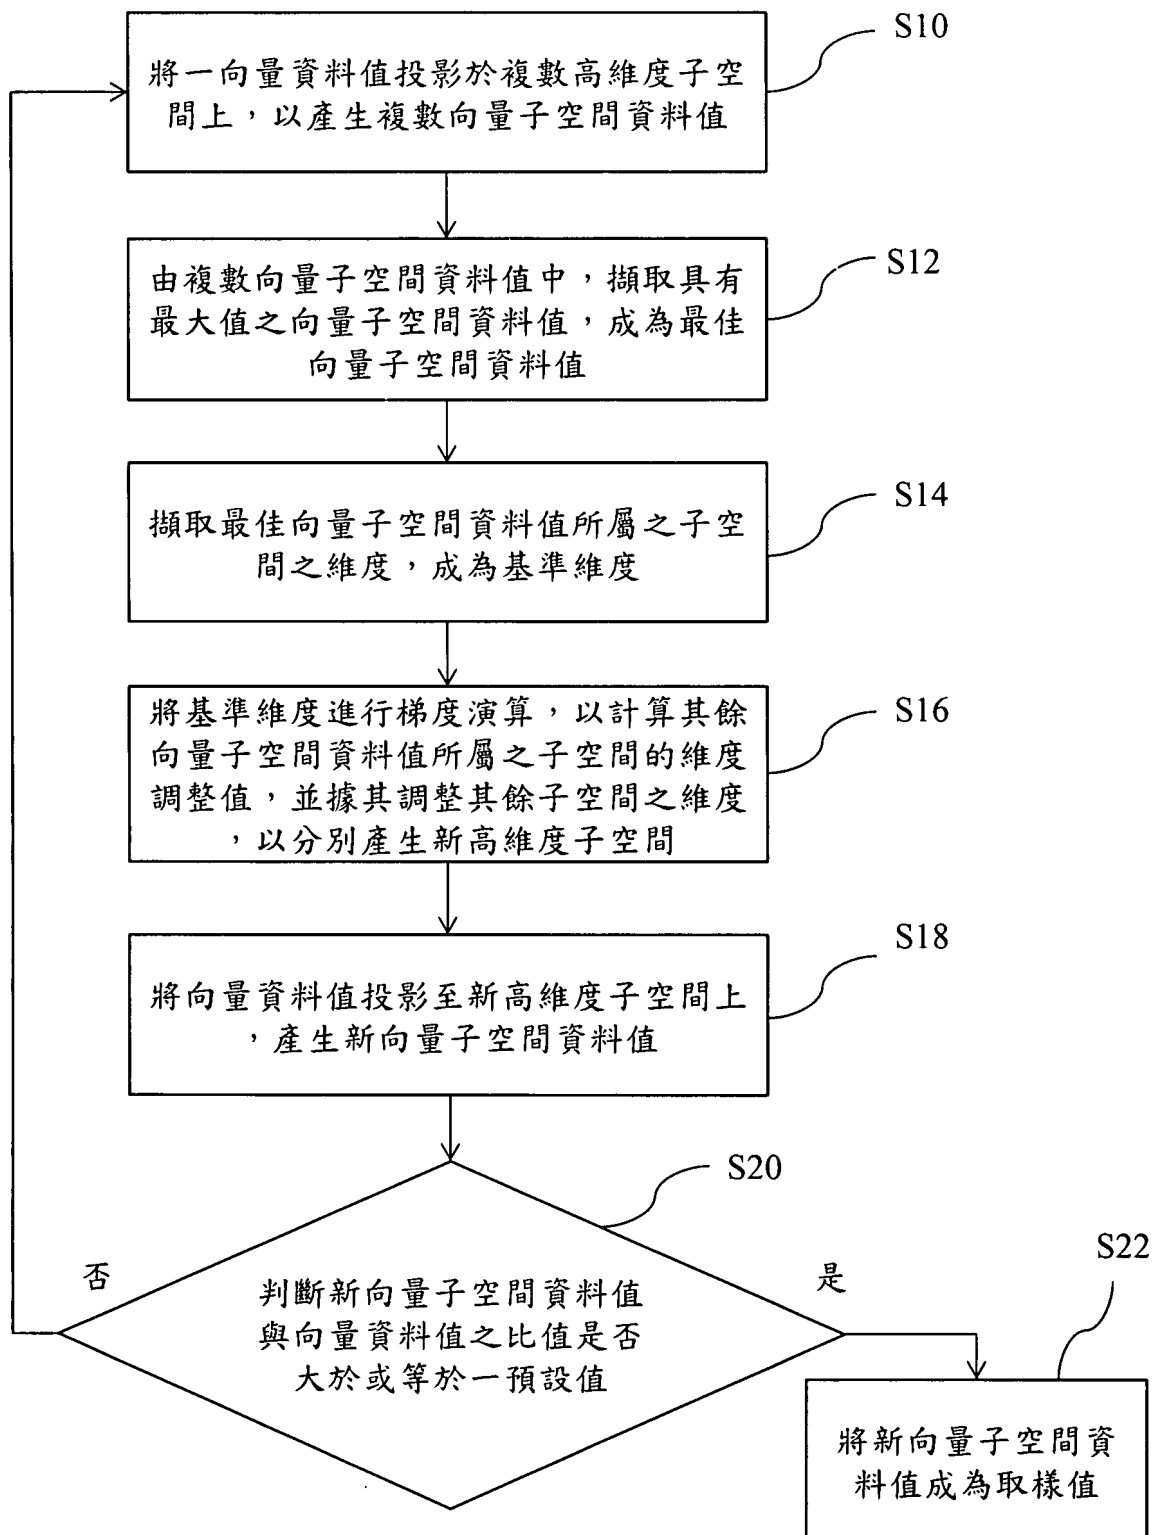 S10
將一向量資料值投影於複數高維度子空
間上，以產生複數向量子空間資料值
S12
由複數向量子空間資料值中，擷取具有
最大值之向量子空間資料值，成為最佳
向量子空間資料值
S14
擷取最佳向量子空間資料值所屬之子空
間之維度，成為基準維度
S16
將基準維度進行梯度演算，以計算其餘
向量子空間資料值所屬之子空間的維度
調整值，並據其調整其餘子空間之維度
，以分別產生新高維度子空間
S18
將向量資料值投影至新高維度子空間上
，產生新向量子空間資料值
S20
否
判斷新向量子空間資料值
與向量資料值之比值是否
大於或等於一預設值
是
S22
將新向量子空間資
料值成為取樣值